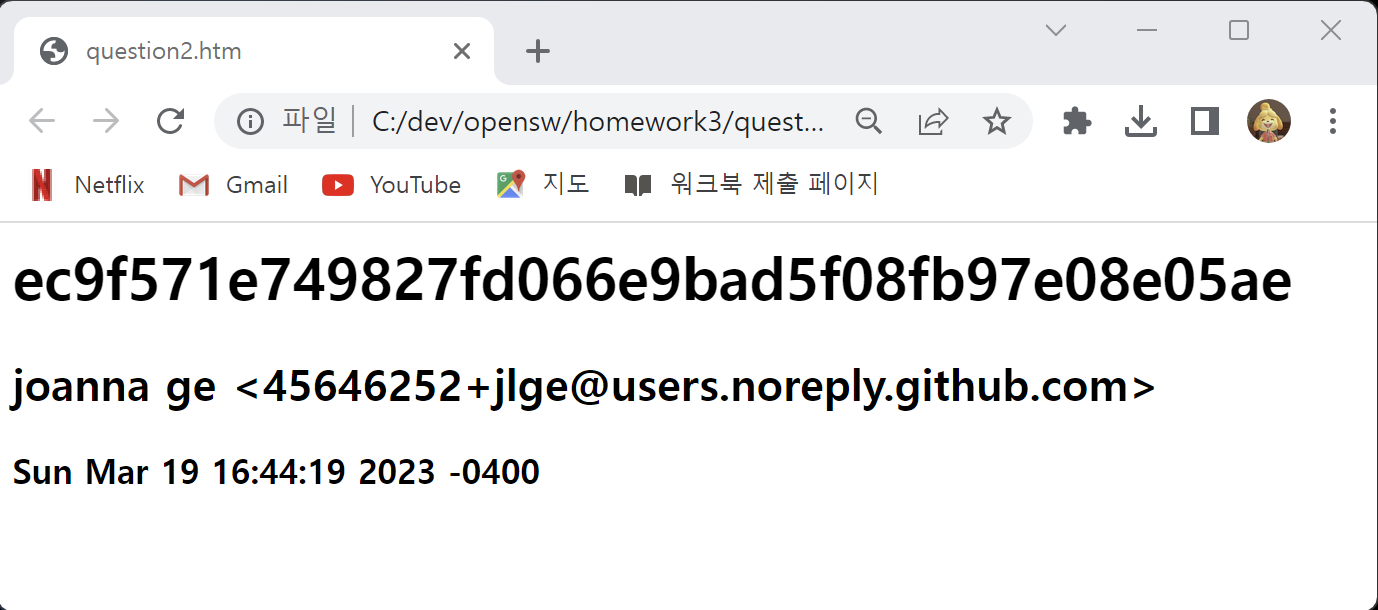 question2.htm
파일 | C:/dev/opensw/homework3/quest...
Netflix Gmail YouTube 지도 워크북 제출 페이지
ec9f571e749827fd066e9bad5f08fb97e08e05ae
joanna ge <45646252+jlge@users.noreply.github.com>
Sun Mar 19 16:44:19 2023 -0400